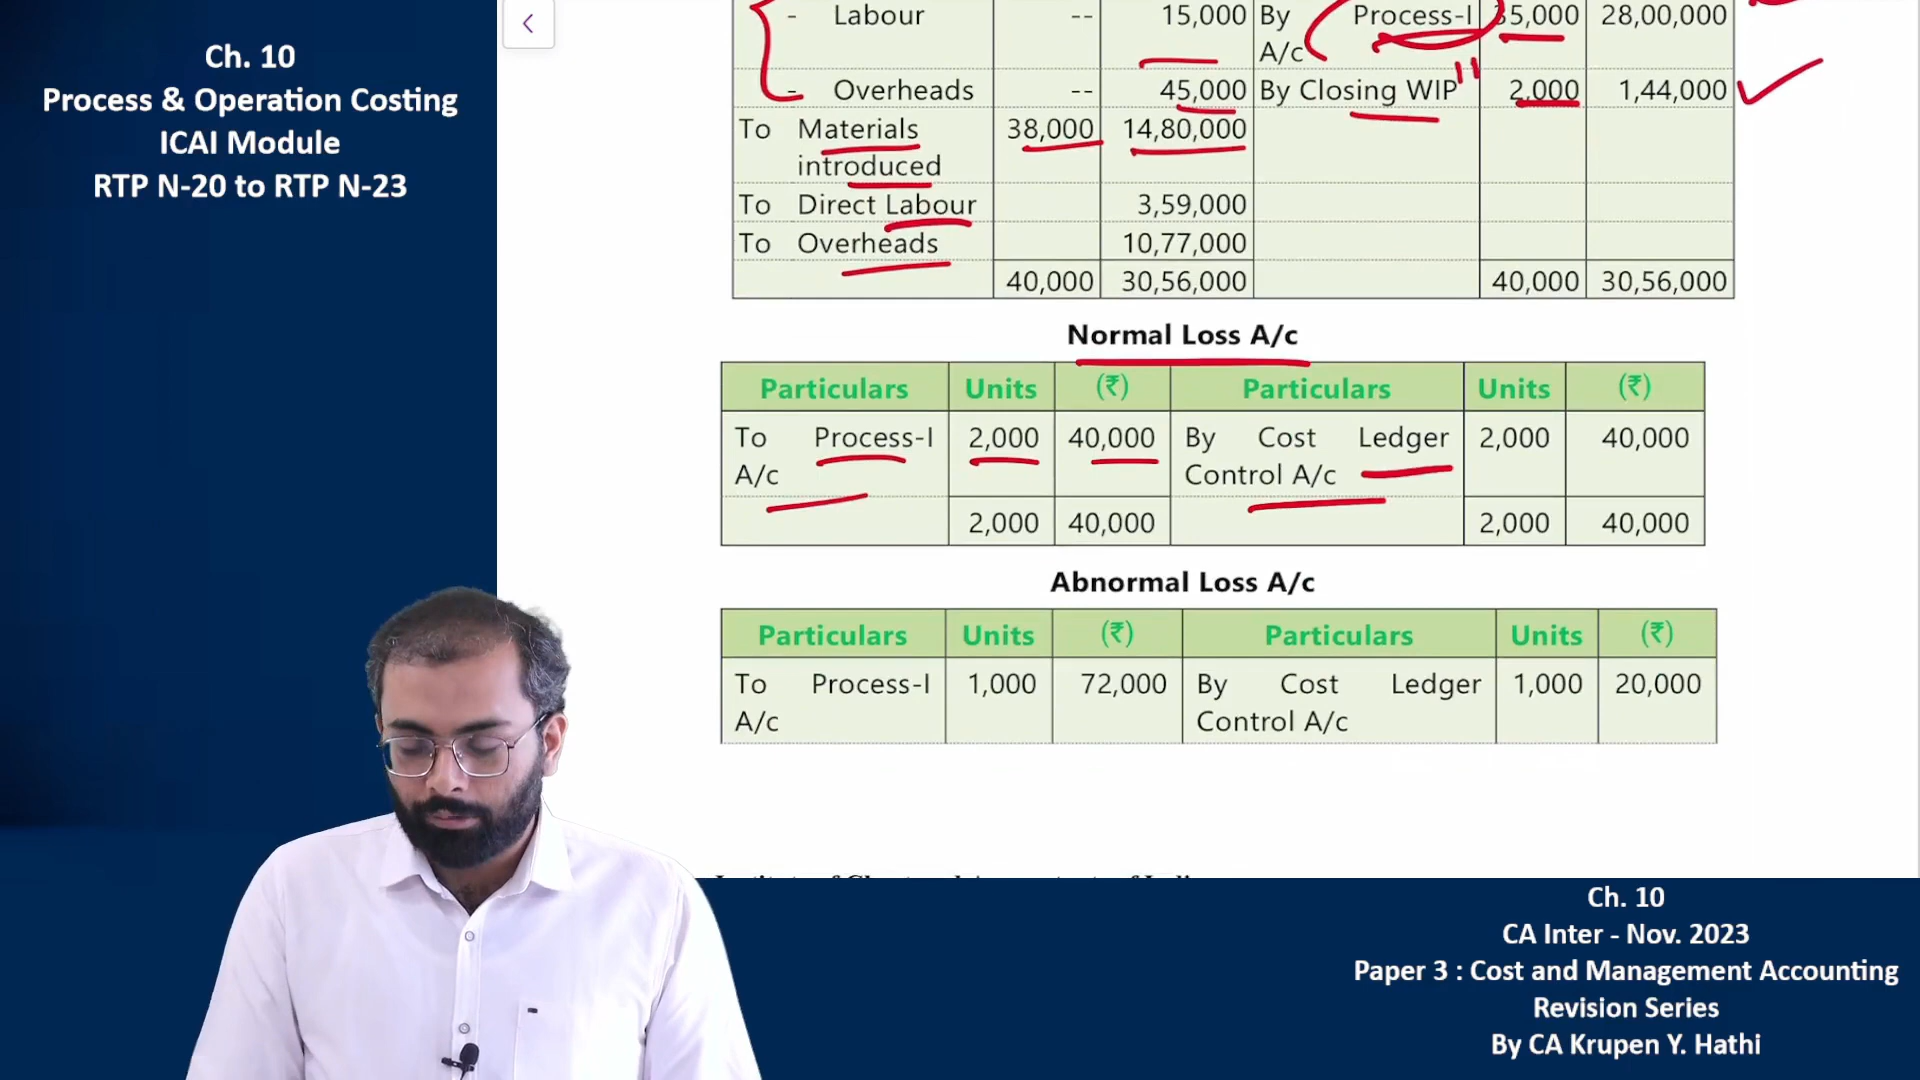 Ch. 10
Process & Operation Costing
ICAI Module
RTP N-20 to RTP N-23
- Labour -- 15,000 By Process-I 35,000 28,00,000
A/c
- Overheads -- 45,000 By Closing WIP 2,000 1,44,000
To Materials 38,000 14,80,000
introduced
To Direct Labour 3,59,000
To Overheads 10,77,000
40,000 30,56,000 40,000 30,56,000
Normal Loss A/c
Particulars Units (₹) Particulars Units (₹)
To Process-I 2,000 40,000 By Cost Ledger 2,000 40,000
A/c Control A/c
2,000 40,000 2,000 40,000
Abnormal Loss A/c
Particulars Units (₹) Particulars Units (₹)
To Process-I 1,000 72,000 By Cost Ledger 1,000 20,000
A/c Control A/c
Ch. 10
CA Inter - Nov. 2023
Paper 3 : Cost and Management Accounting
Revision Series
By CA Krupen Y. Hathi